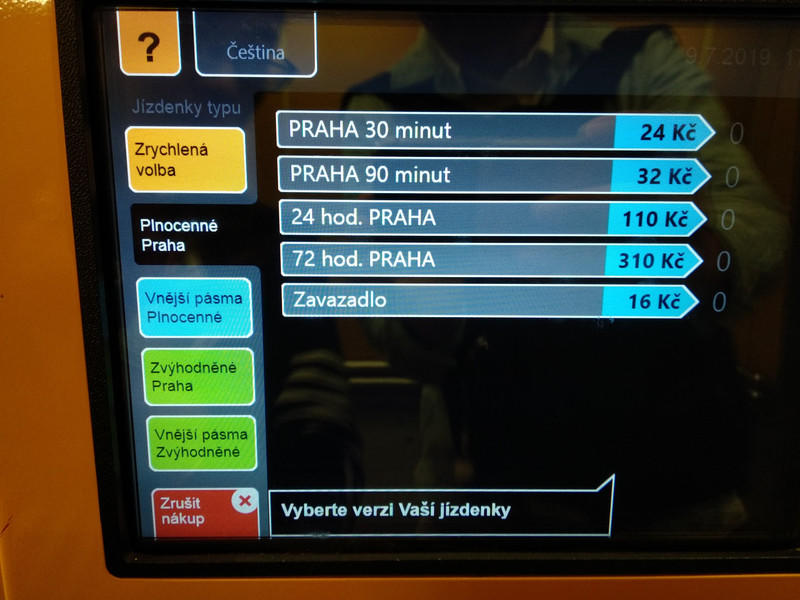 ?
Čeština
9.7.2019
Jízdenky typu
Zrychlená
volba
Plnocenné
Praha
Vnější pásma
Plnocenné
Zvýhodněné
Praha
Vnější pásma
Zvýhodněné
Zrušit
nákup
PRAHA 30 minut 24 Kč 0
PRAHA 90 minut 32 Kč 0
24 hod. PRAHA 110 Kč 0
72 hod. PRAHA 310 Kč 0
Zavazadlo 16 Kč 0
Vyberte verzi Vaší jízdenky